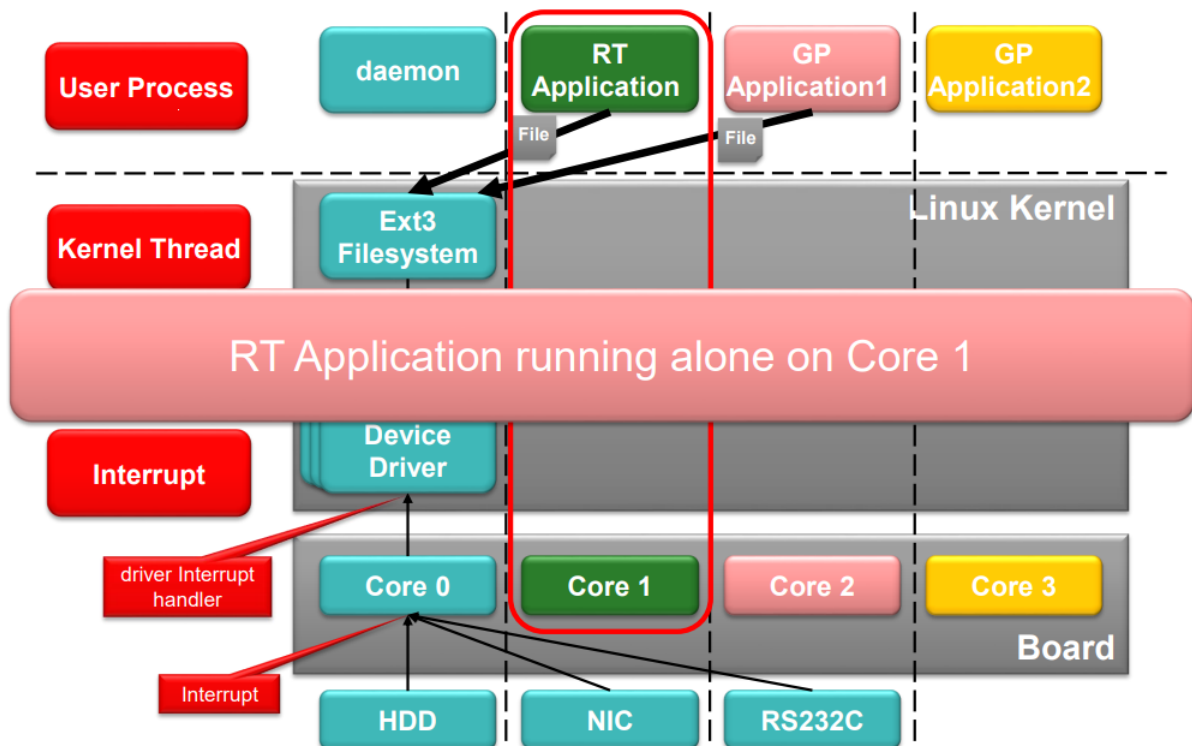 User Process
daemon
RT
Application
GP
Application1
GP
Application2
File
File
Linux Kernel
Kernel Thread
Ext3
Filesystem
RT Application running alone on Core 1
Interrupt
Device
Driver
driver Interrupt
handler
Core 0
Core 1
Core 2
Core 3
Board
Interrupt
HDD
NIC
RS232C